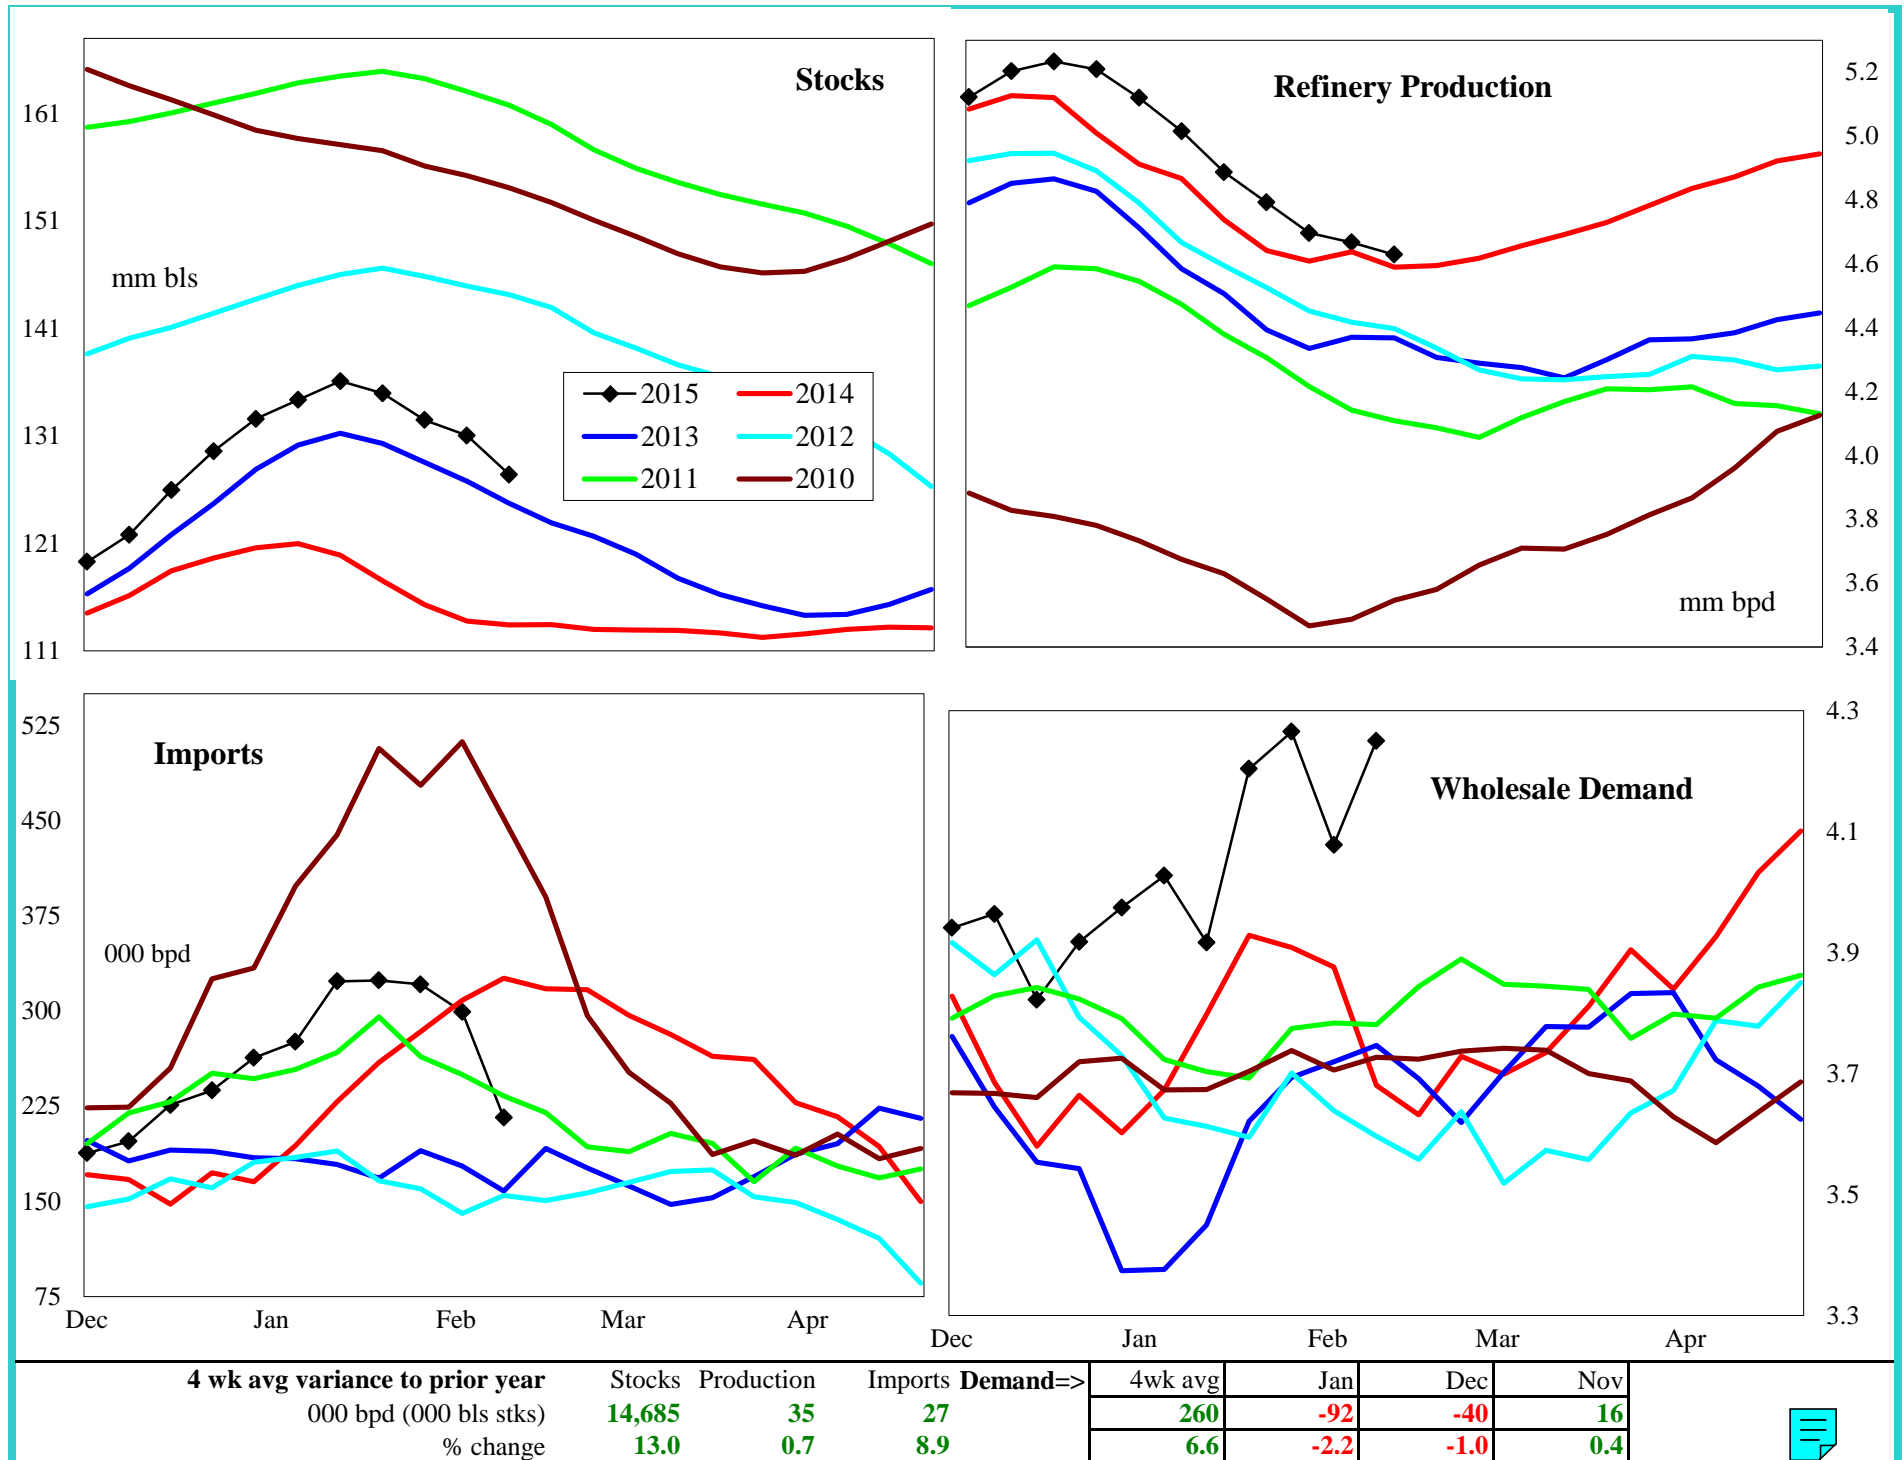 Stocks
161
151
141
131
121
111
mm bls
2015 2014
2013 2012
2011 2010
Refinery Production
5.2
5.0
4.8
4.6
4.4
4.2
4.0
3.8
3.6
3.4
mm bpd
Imports
525
450
375
300
225
150
75
000 bpd
Dec Jan Feb Mar Apr
Wholesale Demand
4.3
4.1
3.9
3.7
3.5
3.3
Dec Jan Feb Mar Apr
4 wk avg variance to prior year Stocks Production Imports Demand=> 4wk avg Jan Dec Nov
000 bpd (000 bls stks) 14,685 35 27 260 -92 -40 16
% change 13.0 0.7 8.9 6.6 -2.2 -1.0 0.4